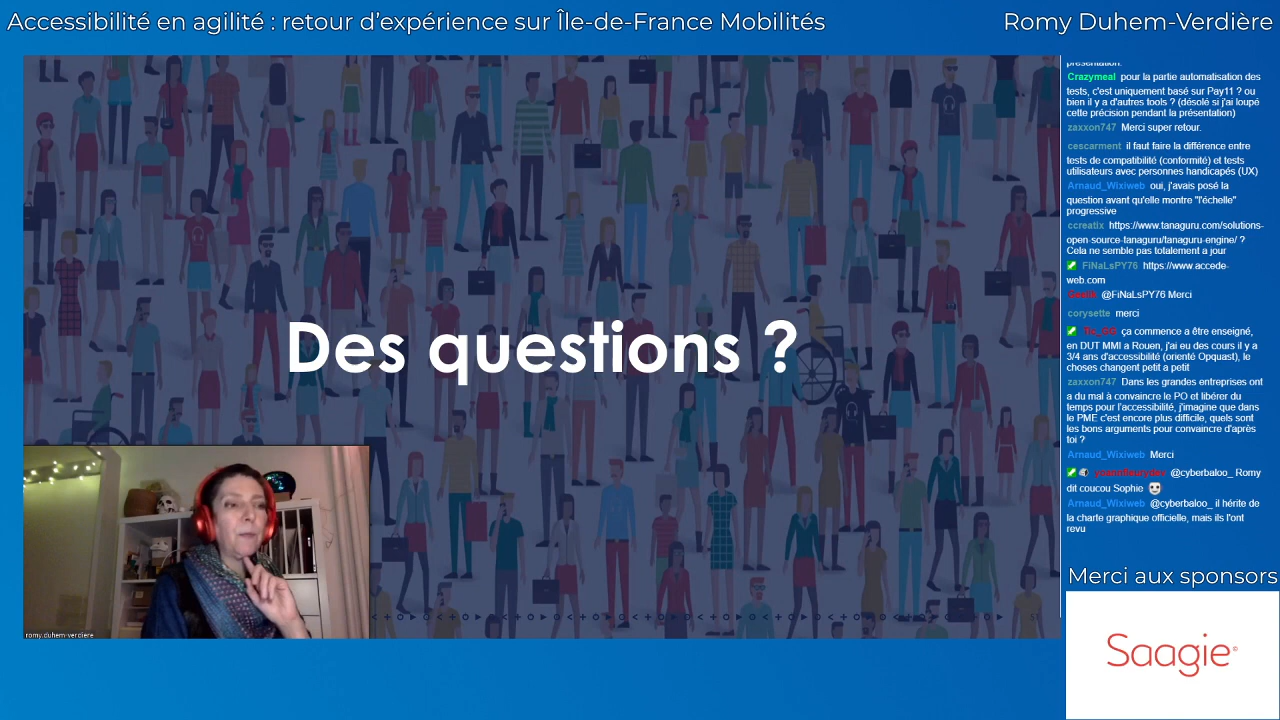 Accessibilité en agilité : retour d'expérience sur Île-de-France Mobilités
Romy Duhem-Verdière
Des questions ?
romy.duhem-verdiere
présentation.
Crazymeal pour la partie automatisation des
tests, c'est uniquement basé sur Pay11 ? ou
bien il y a d'autres tools ? (désolé si j'ai loupé
cette précision pendant la présentation)
zaxxon747 Merci super retour.
cescarment il faut faire la différence entre
tests de compatibilité (conformité) et tests
utilisateurs avec personnes handicapés (UX)
Arnaud_Wixiweb oui, j'avais posé la
question avant qu'elle montre "l'échelle"
progressive
ccreatix https://www.tanaguru.com/solutions-
open-source-tanaguru/tanaguru-engine/ ?
Cela ne semble pas totalement a jour
FiNaLsPY76 https://www.accede-
web.com
@FiNaLsPY76 Merci
corysette merci
ça commence a être enseigné,
en DUT MMI a Rouen, j'ai eu des cours il y a
3/4 ans d'accessibilité (orienté Opquast), le
choses changent petit a petit
zaxxon747 Dans les grandes entreprises ont
a du mal à convaincre le PO et libérer du
temps pour l'accessibilité, j'imagine que dans
le PME c'est encore plus difficile, quels sont
les bons arguments pour convaincre d'après
toi ?
Arnaud_Wixiweb Merci
@cyberbaloo_ Romy
dit coucou Sophie
Arnaud_Wixiweb @cyberbaloo_ il hérite de
la charte graphique officielle, mais ils l'ont
revu
Merci aux sponsors
Saagie